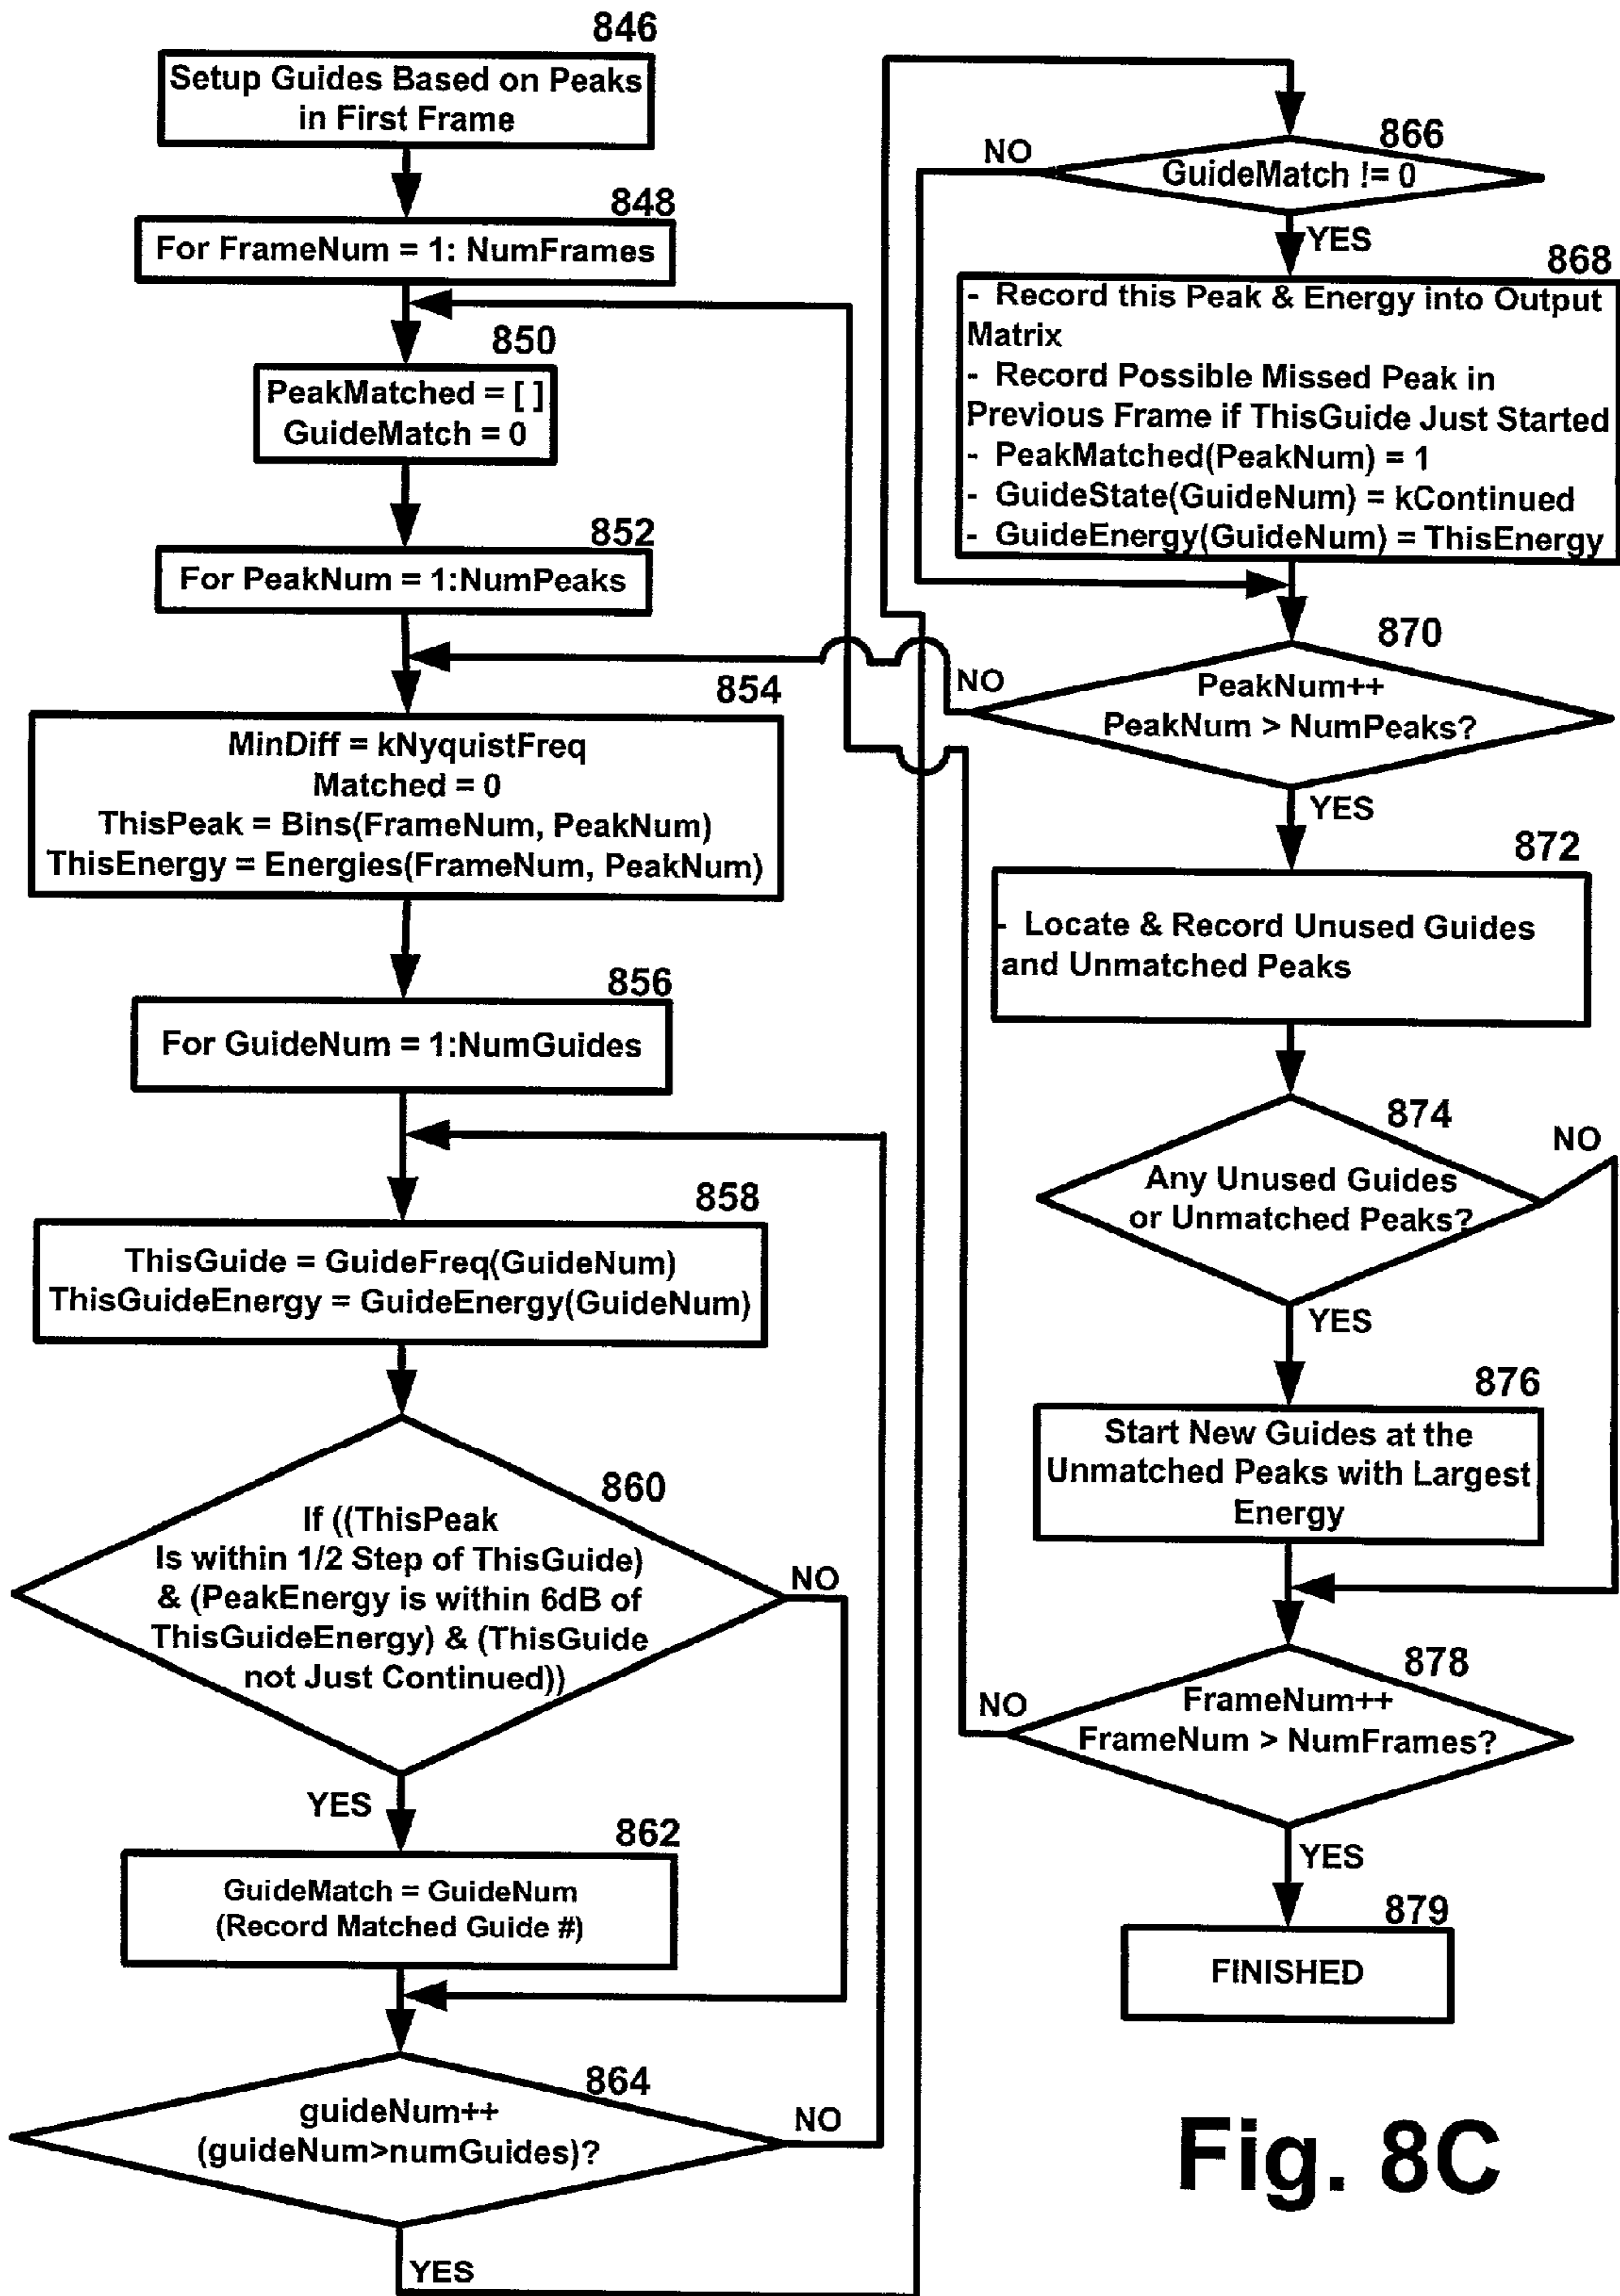 846
Setup Guides Based on Peaks
in First Frame
848
For FrameNum = 1: NumFrames
850
PeakMatched = [ ]
GuideMatch = 0
852
For PeakNum = 1:NumPeaks
854
MinDiff = kNyquistFreq
Matched = 0
ThisPeak = Bins(FrameNum, PeakNum)
ThisEnergy = Energies(FrameNum, PeakNum)
856
For GuideNum = 1:NumGuides
858
ThisGuide = GuideFreq(GuideNum)
ThisGuideEnergy = GuideEnergy(GuideNum)
860
If ((ThisPeak
Is within 1/2 Step of ThisGuide)
& (PeakEnergy is within 6dB of
ThisGuideEnergy) & (ThisGuide
not Just Continued))
NO
YES
862
GuideMatch = GuideNum
(Record Matched Guide #)
864
guideNum++
(guideNum>numGuides)?
NO
YES
866
NO
GuideMatch != 0
YES
868
- Record this Peak & Energy into Output
Matrix
- Record Possible Missed Peak in
Previous Frame if ThisGuide Just Started
- PeakMatched(PeakNum) = 1
- GuideState(GuideNum) = kContinued
- GuideEnergy(GuideNum) = ThisEnergy
870
NO
PeakNum++
PeakNum > NumPeaks?
YES
872
- Locate & Record Unused Guides
and Unmatched Peaks
874
NO
Any Unused Guides
or Unmatched Peaks?
YES
876
Start New Guides at the
Unmatched Peaks with Largest
Energy
878
NO
FrameNum++
FrameNum > NumFrames?
YES
879
FINISHED
Fig. 8C